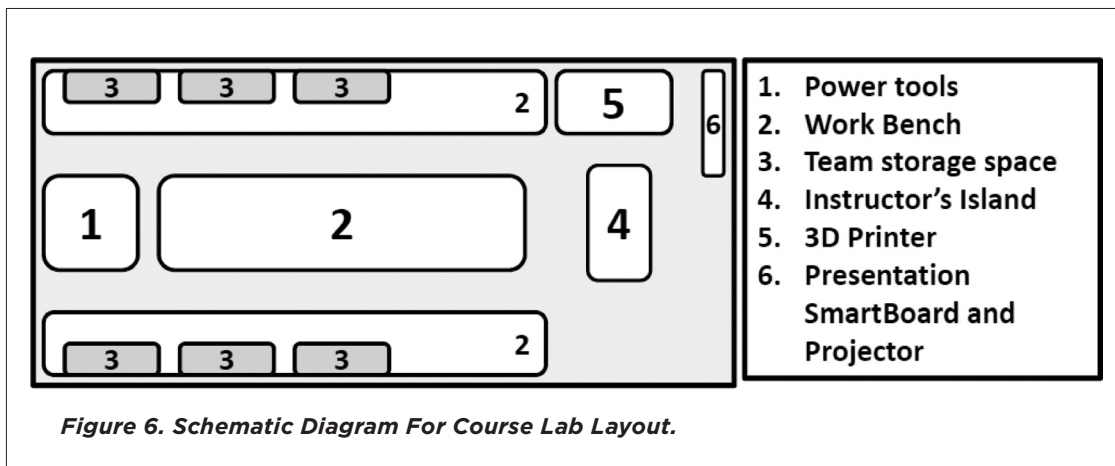 3 3 3 2 5 6
1 2 4
3 3 3 2
1. Power tools
2. Work Bench
3. Team storage space
4. Instructor's Island
5. 3D Printer
6. Presentation
SmartBoard and
Projector
Figure 6. Schematic Diagram For Course Lab Layout.